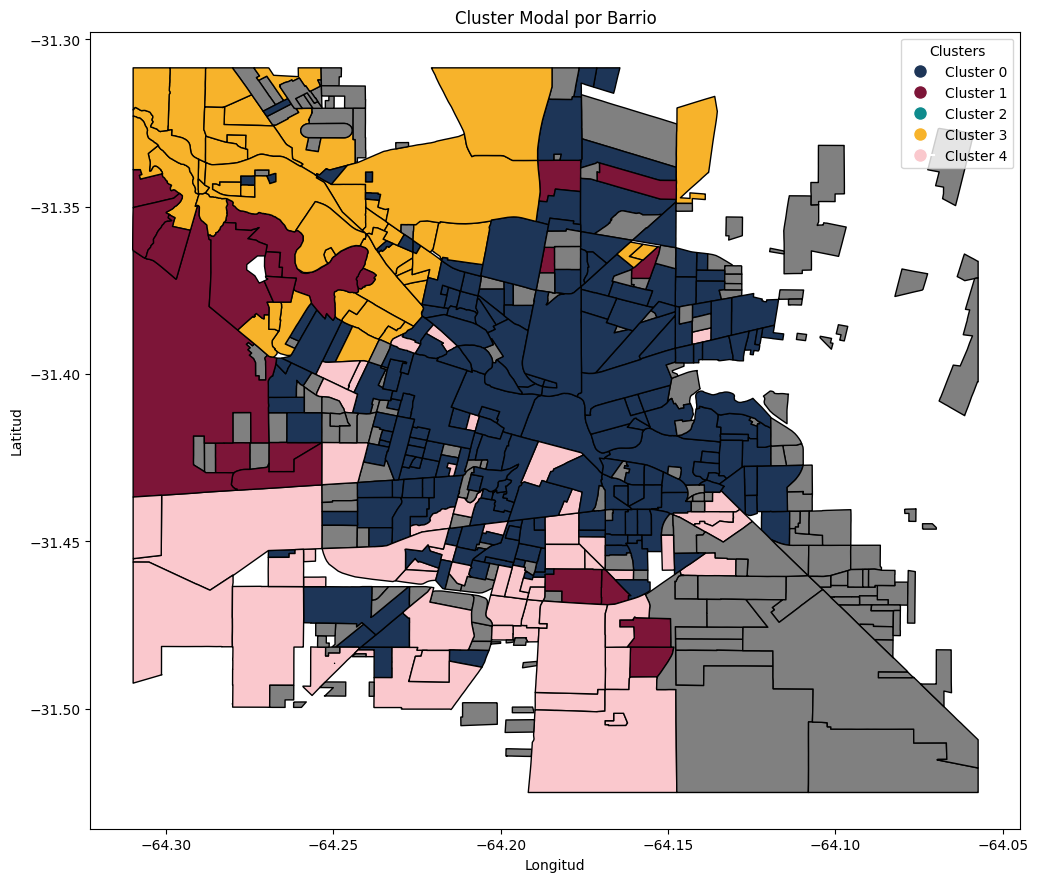 Cluster Modal por Barrio
Clusters
Cluster 0
Cluster 1
Cluster 2
Cluster 3
Cluster 4
Latitud
−31.30
−31.35
−31.40
−31.45
−31.50
−64.30
−64.25
−64.20
−64.15
−64.10
−64.05
Longitud